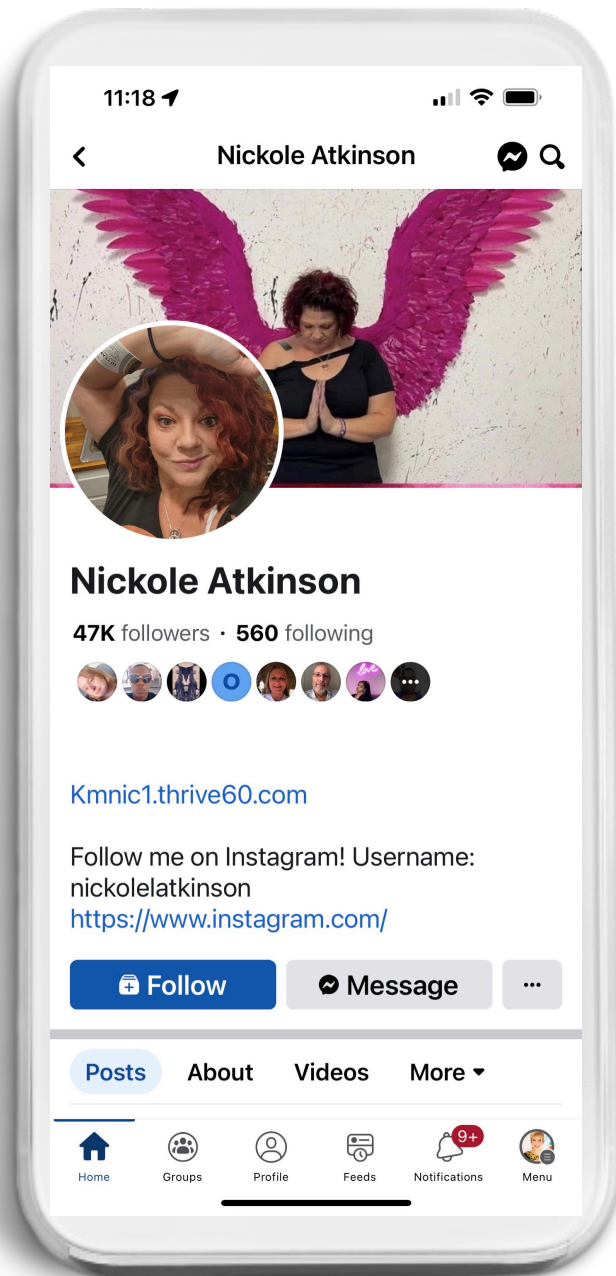 11:18
Nickole Atkinson
Nickole Atkinson
47K followers · 560 following
O
love
Kmnic1.thrive60.com
Follow me on Instagram! Username:
nickolelatkinson
https://www.instagram.com/
Follow
Message
Posts
About
Videos
More
9+
Home
Groups
Profile
Feeds
Notifications
Menu